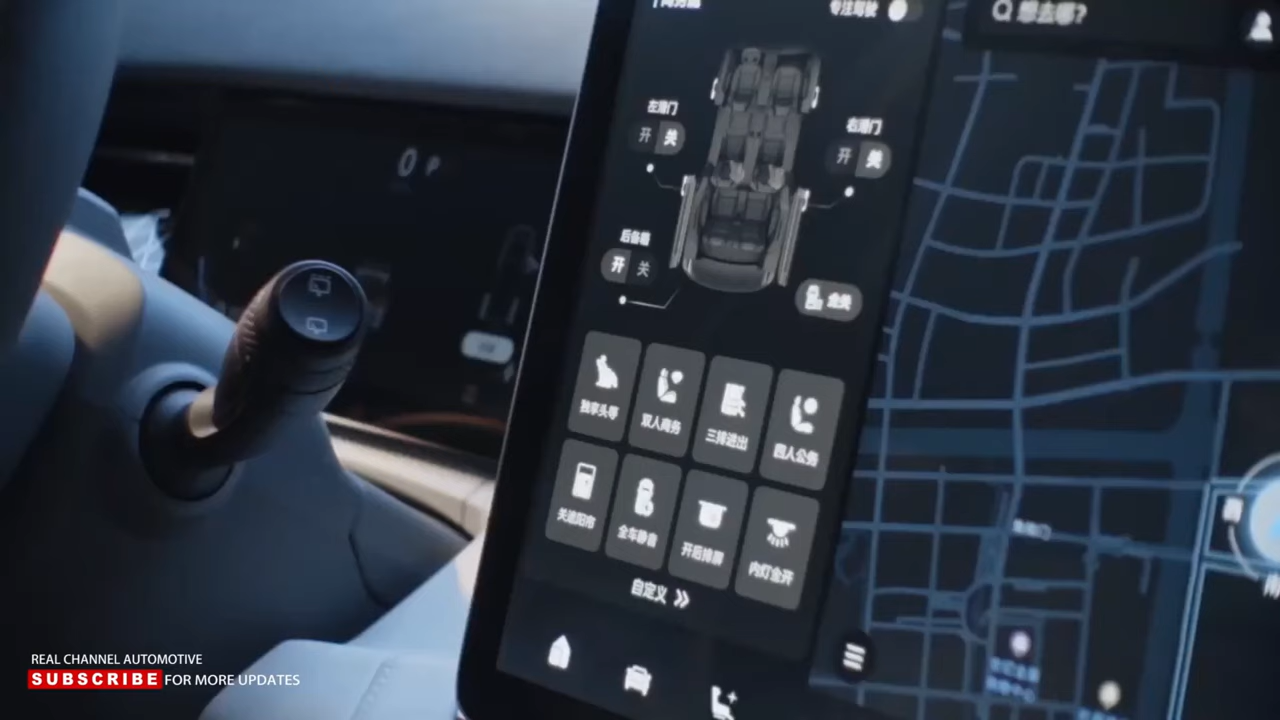 专注驾驶
想去哪?
左滑门
开 关
右滑门
开 关
0 P
后备箱
开 关
全关
独享头等
双人商务
三排进出
四人公务
关遮阳帘
全车静音
开后排屏
内灯全开
自定义
REAL CHANNEL AUTOMOTIVE
SUBSCRIBE FOR MORE UPDATES